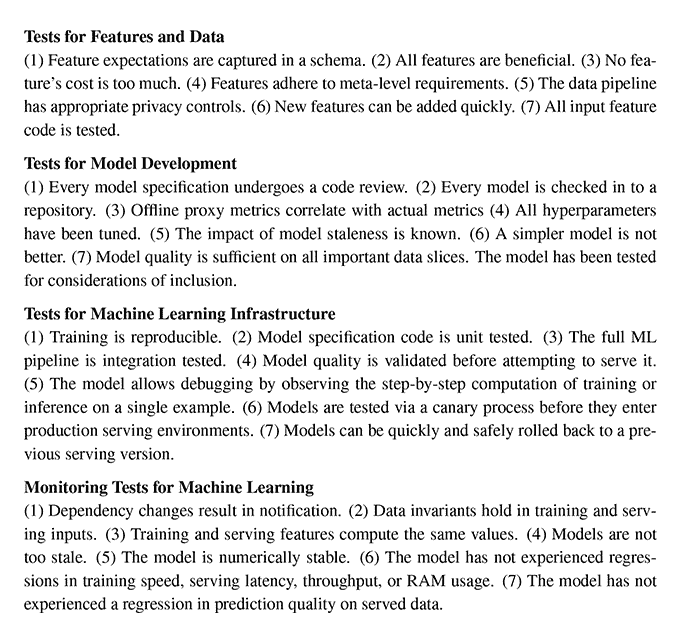 Tests for Features and Data
(1) Feature expectations are captured in a schema. (2) All features are beneficial. (3) No fea-
ture's cost is too much. (4) Features adhere to meta-level requirements. (5) The data pipeline
has appropriate privacy controls. (6) New features can be added quickly. (7) All input feature
code is tested.
Tests for Model Development
(1) Every model specification undergoes a code review. (2) Every model is checked in to a
repository. (3) Offline proxy metrics correlate with actual metrics (4) All hyperparameters
have been tuned. (5) The impact of model staleness is known. (6) A simpler model is not
better. (7) Model quality is sufficient on all important data slices. The model has been tested
for considerations of inclusion.
Tests for Machine Learning Infrastructure
(1) Training is reproducible. (2) Model specification code is unit tested. (3) The full ML
pipeline is integration tested. (4) Model quality is validated before attempting to serve it.
(5) The model allows debugging by observing the step-by-step computation of training or
inference on a single example. (6) Models are tested via a canary process before they enter
production serving environments. (7) Models can be quickly and safely rolled back to a pre-
vious serving version.
Monitoring Tests for Machine Learning
(1) Dependency changes result in notification. (2) Data invariants hold in training and serv-
ing inputs. (3) Training and serving features compute the same values. (4) Models are not
too stale. (5) The model is numerically stable. (6) The model has not experienced regres-
sions in training speed, serving latency, throughput, or RAM usage. (7) The model has not
experienced a regression in prediction quality on served data.